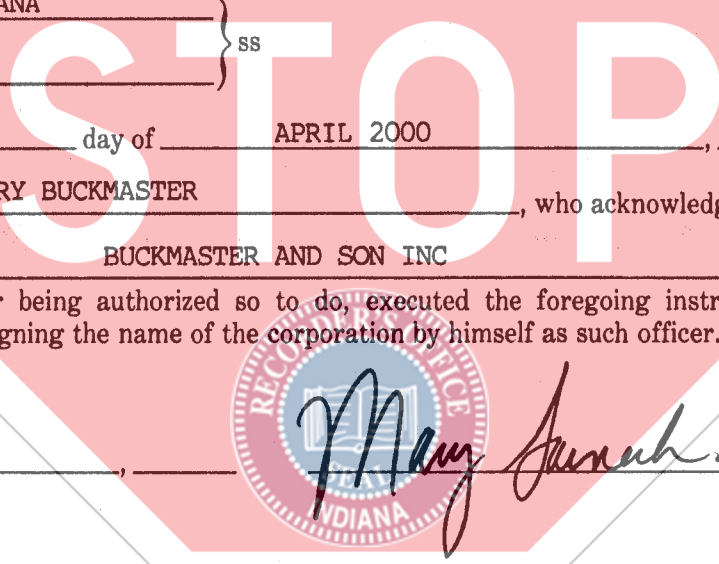 ANA
ss
STOP
day of APRIL 2000,
RY BUCKMASTER, who acknowledg
BUCKMASTER AND SON INC
r being authorized so to do, executed the foregoing instr
gning the name of the corporation by himself as such officer.
RECORDER'S OFFICE
SEAL
INDIANA
Mary